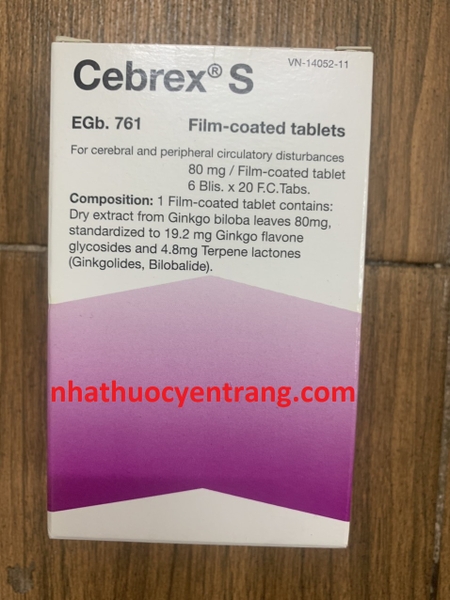 VN-14052-11
Cebrex® S
EGb. 761 Film-coated tablets
For cerebral and peripheral circulatory disturbances
80 mg / Film-coated tablet
6 Blis. x 20 F.C.Tabs.
Composition: 1 Film-coated tablet contains:
Dry extract from Ginkgo biloba leaves 80mg,
standardized to 19.2 mg Ginkgo flavone
glycosides and 4.8mg Terpene lactones
(Ginkgolides, Bilobalide).
nhathuocyentrang.com